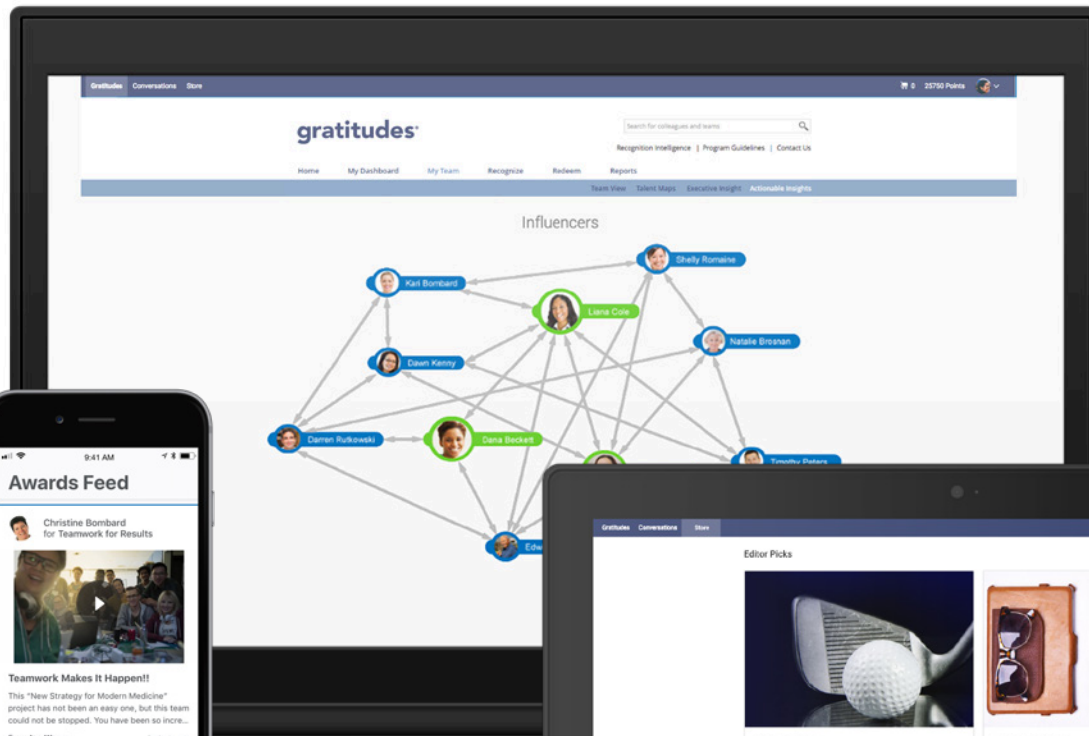 Gratitudes Conversations Store
0 25750 Points
gratitudes
Search for colleagues and teams
Recognition Intelligence | Program Guidelines | Contact Us
Home My Dashboard My Team Recognize Redeem Reports
Team View Talent Maps Executive Insight Actionable Insights
Influencers
Shelly Romaine
Kari Bombard
Liana Cole
Natalie Brosnan
Dawn Kenny
Darren Rutkowski
Dana Beckett
Timothy Peters
Edw
9:41 AM
Awards Feed
Christine Bombard
for Teamwork for Results
Teamwork Makes It Happen!!
This "New Strategy for Modern Medicine"
project has not been an easy one, but this team
could not be stopped. You have been so incre...
Gratitudes Conversations Store
Editor Picks